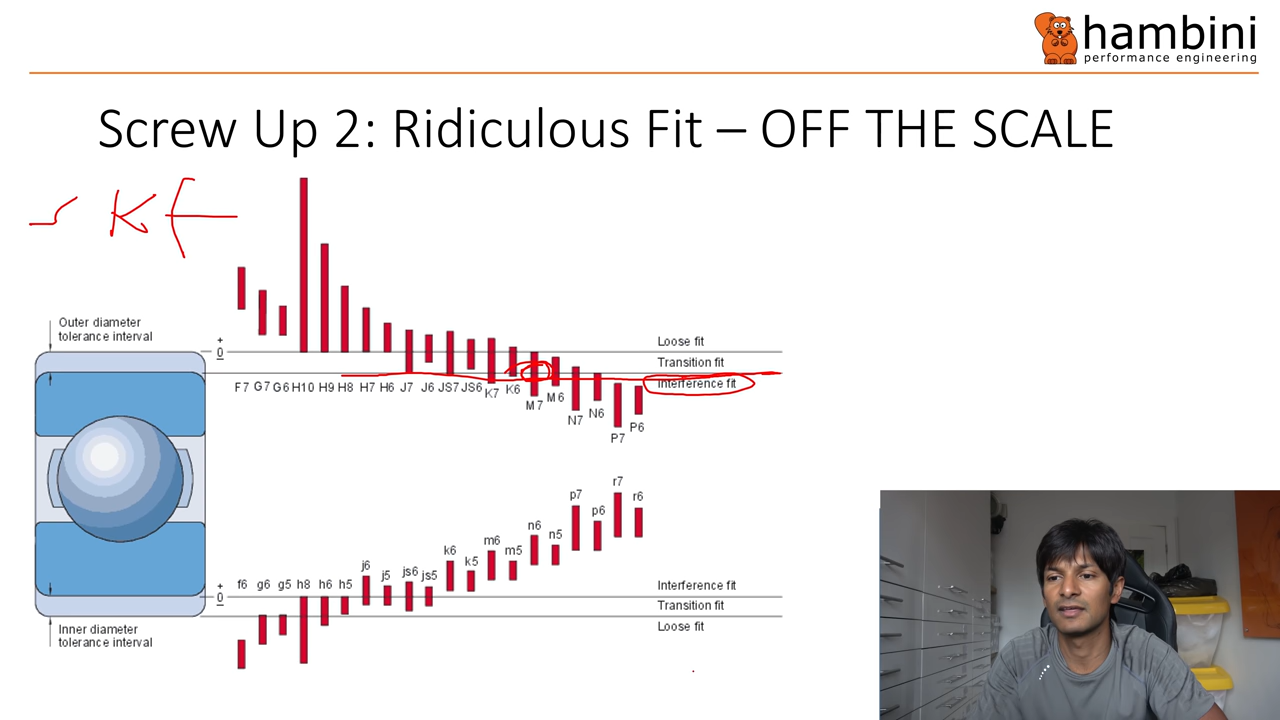 hambini
performance engineering
Screw Up 2: Ridiculous Fit – OFF THE SCALE
K
Outer diameter
tolerance interval
+
0
Loose fit
Transition fit
Interference fit
F7 G7 G6 H10 H9 H8 H7 H6 J7 J6 JS7 JS6 K7 K6 M7 M6 N7 N6 P7 P6
r7 r6
p7 p6
n6 n5
m6 m5
k6 k5
j6 j5 js6 js5
f6 g6 g5 h8 h6 h5
+
0
Interference fit
Transition fit
Loose fit
Inner diameter
tolerance interval